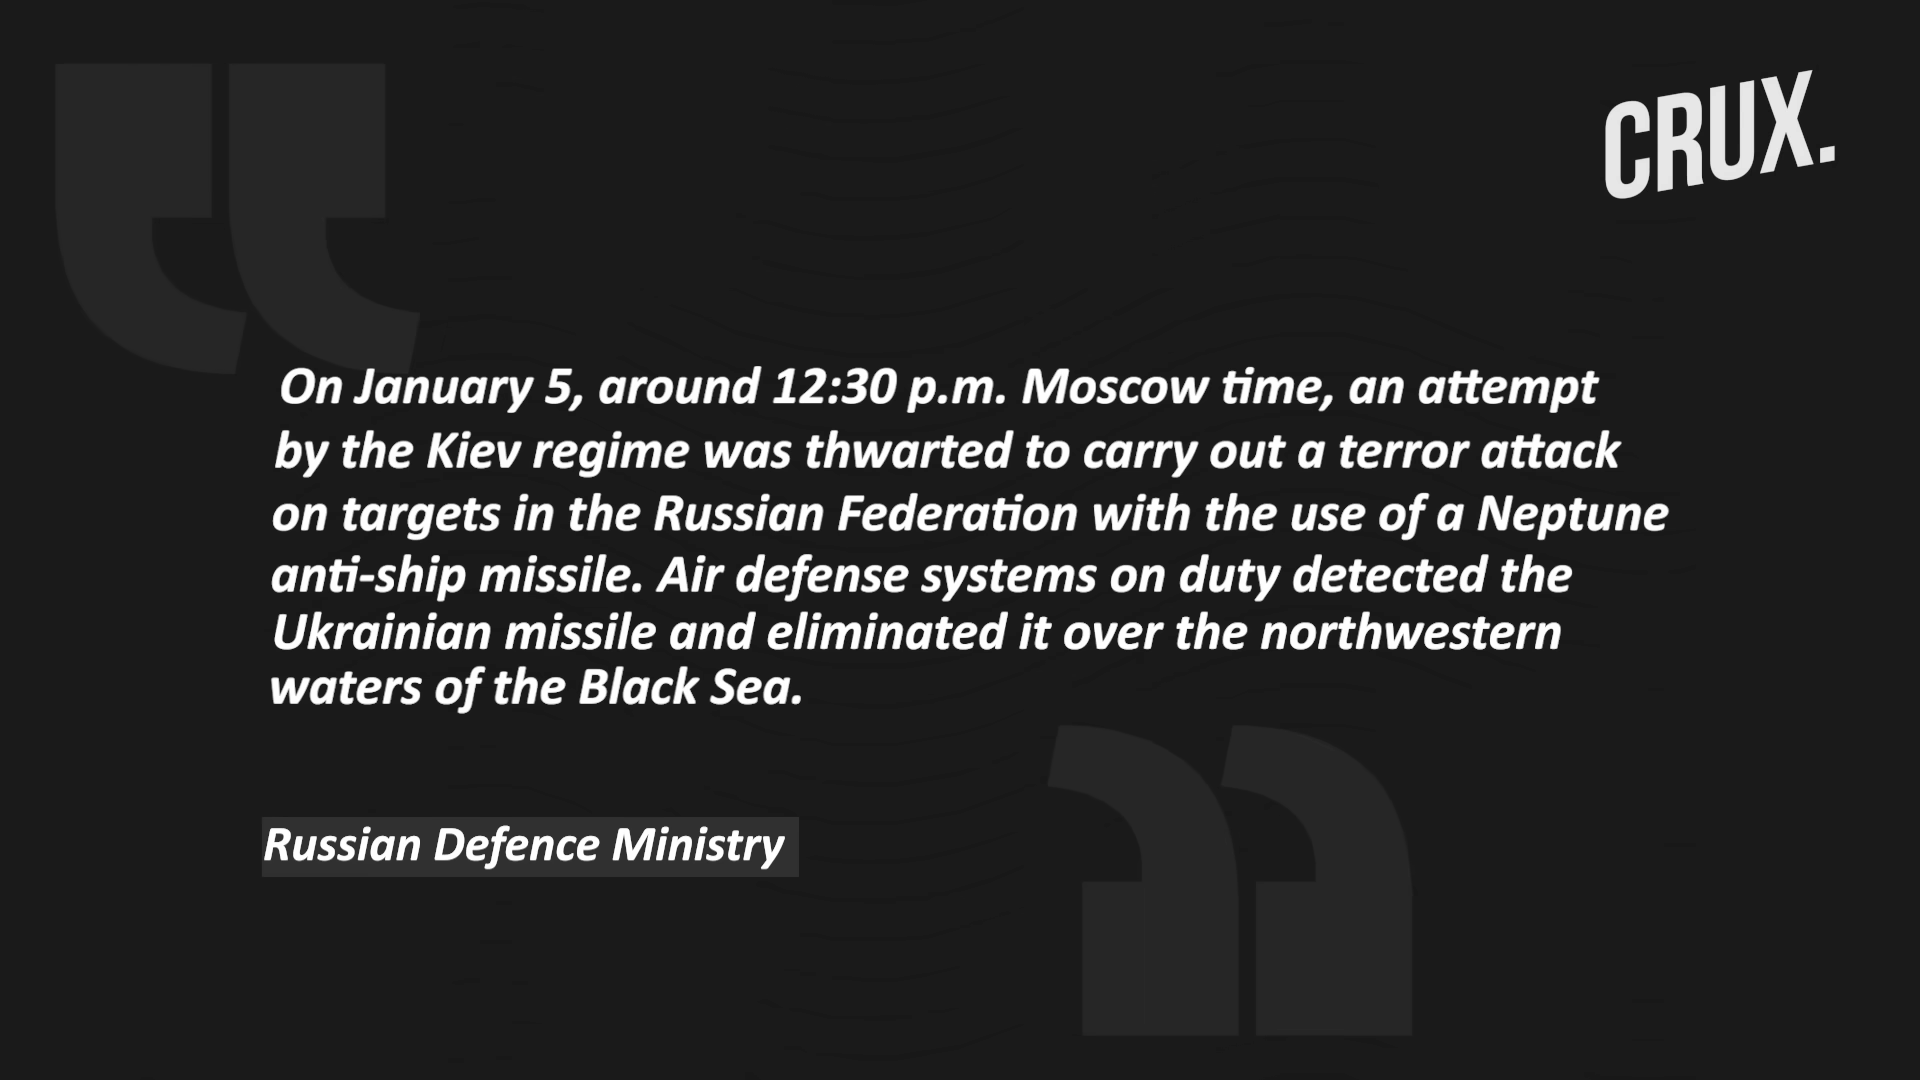 CRUX.
On January 5, around 12:30 p.m. Moscow time, an attempt
by the Kiev regime was thwarted to carry out a terror attack
on targets in the Russian Federation with the use of a Neptune
anti-ship missile. Air defense systems on duty detected the
Ukrainian missile and eliminated it over the northwestern
waters of the Black Sea.
Russian Defence Ministry